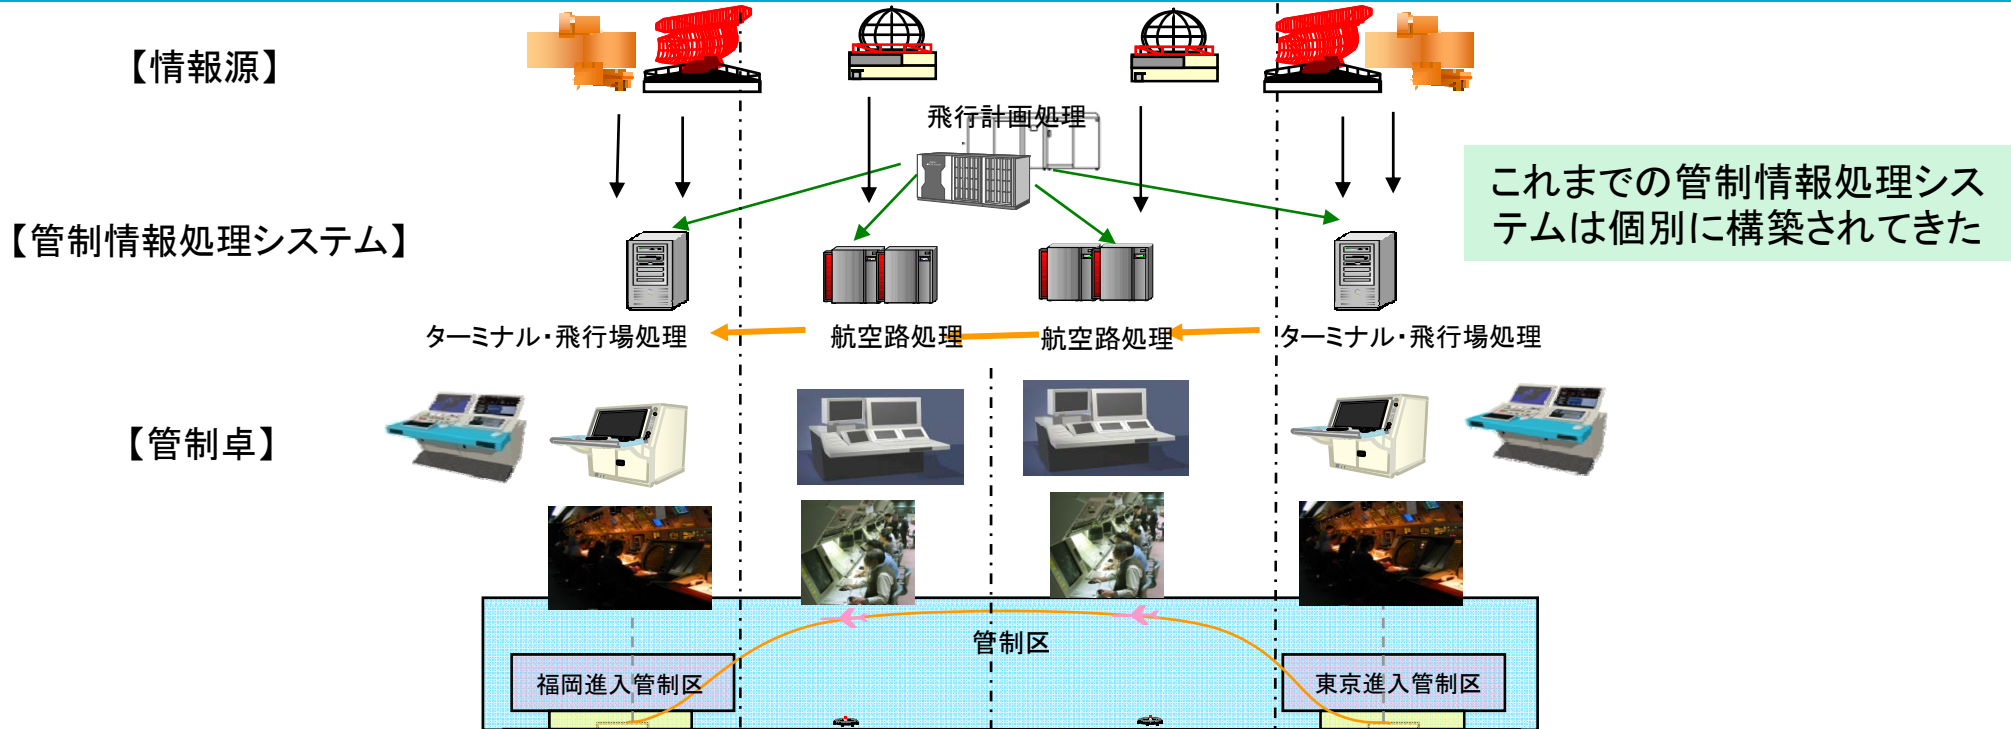 【情報源】
飛行計画処理
これまでの管制情報処理シス
テムは個別に構築されてきた
【管制情報処理システム】
ターミナル・飛行場処理
航空路処理
航空路処理
ターミナル・飛行場処理
【管制卓】
管制区
福岡進入管制区
東京進入管制区